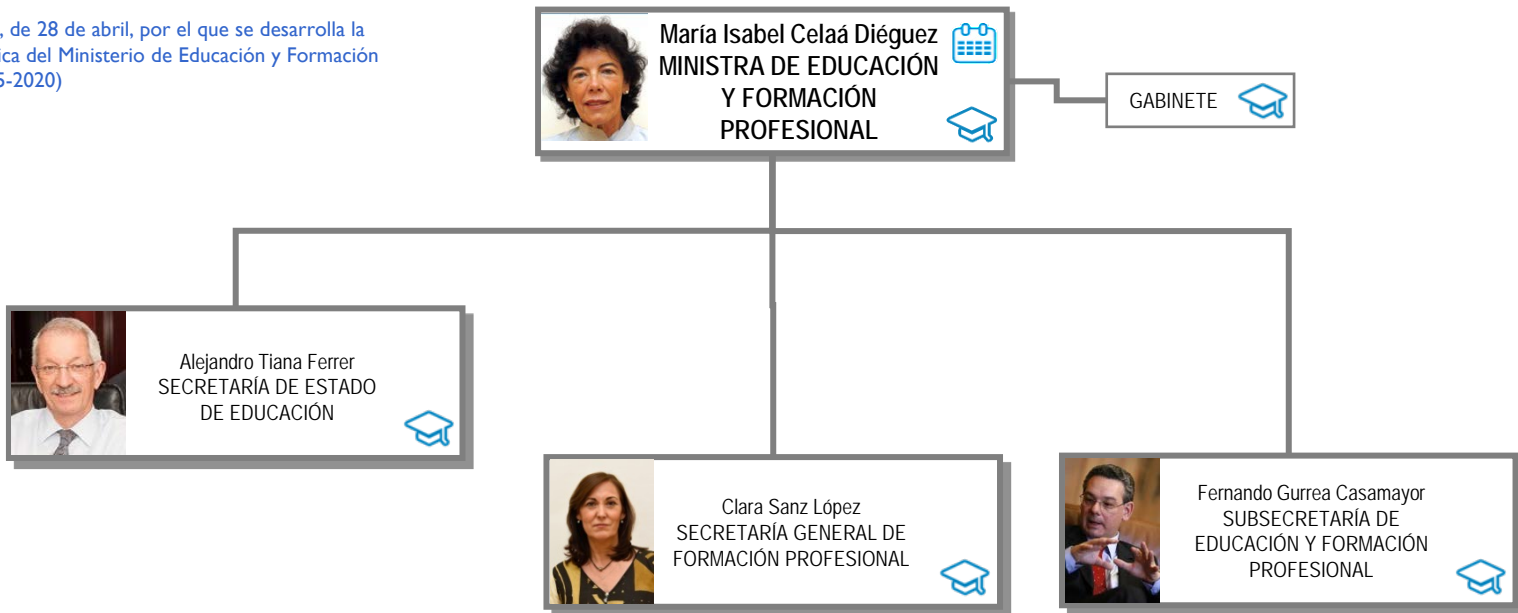 , de 28 de abril, por el que se desarrolla la
ica del Ministerio de Educación y Formación
5-2020)
María Isabel Celaá Diéguez
MINISTRA DE EDUCACIÓN
Y FORMACIÓN
PROFESIONAL
GABINETE
Alejandro Tiana Ferrer
SECRETARÍA DE ESTADO
DE EDUCACIÓN
Clara Sanz López
SECRETARÍA GENERAL DE
FORMACIÓN PROFESIONAL
Fernando Gurrea Casamayor
SUBSECRETARÍA DE
EDUCACIÓN Y FORMACIÓN
PROFESIONAL